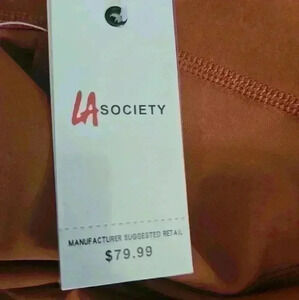 LA SOCIETY
MANUFACTURER SUGGESTED RETAIL
$79.99